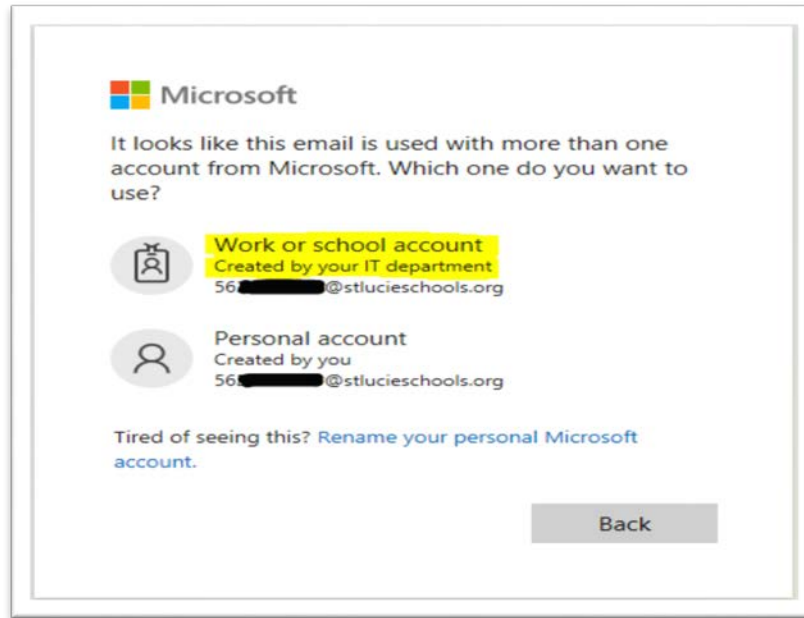 Microsoft
It looks like this email is used with more than one
account from Microsoft. Which one do you want to
use?
Work or school account
Created by your IT department
56 @stlucieschools.org
Personal account
Created by you
56 @stlucieschools.org
Tired of seeing this? Rename your personal Microsoft
account.
Back